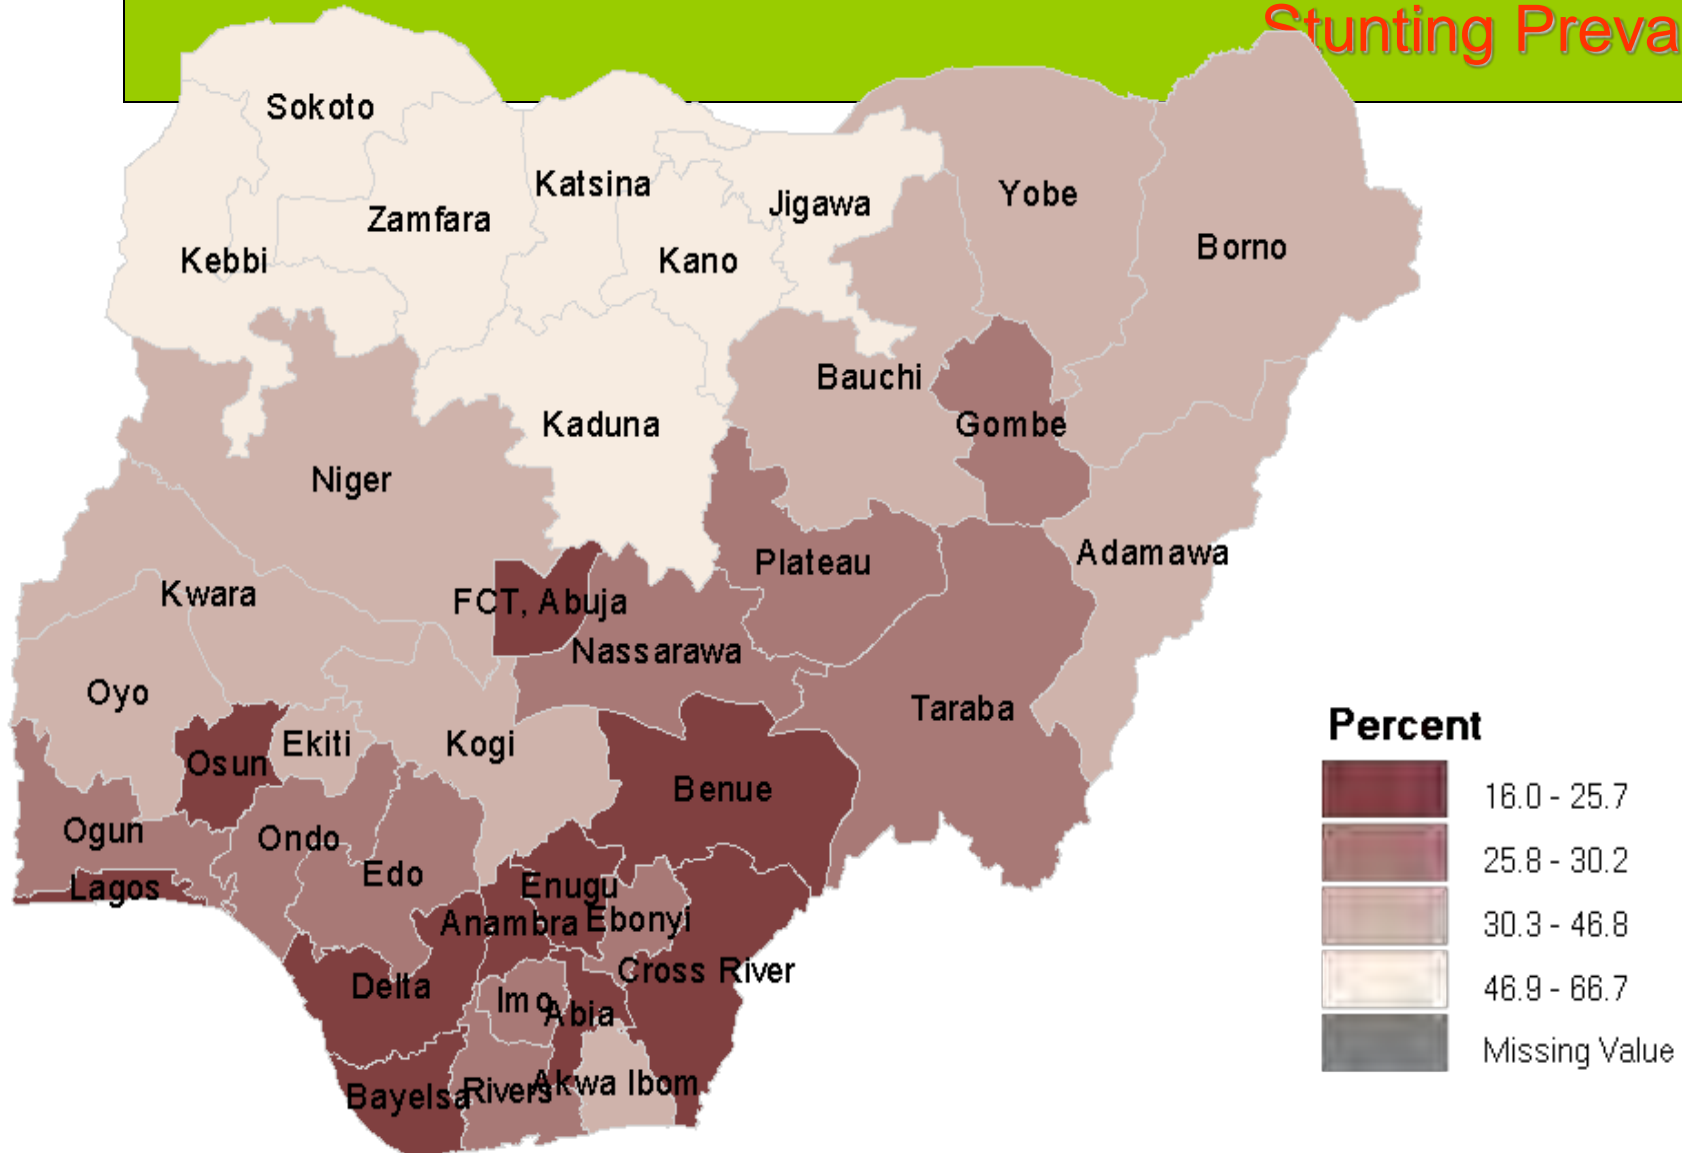 Stunting Preva
Sokoto
Katsina
Yobe
Jigawa
Zamfara
Borno
Kebbi
Kano
Bauchi
Kaduna
Gombe
Niger
Adamawa
Plateau
Kwara
FCT, Abuja
Nassarawa
Oyo
Taraba
Ekiti
Kogi
Osun
Benue
Ogun
Ondo
Edo
Lagos
Enugu
Anambra
Ebonyi
Cross River
Delta
Imo
Abia
Akwa Ibom
Rivers
Bayelsa
Percent
16.0 - 25.7
25.8 - 30.2
30.3 - 46.8
46.9 - 66.7
Missing Value